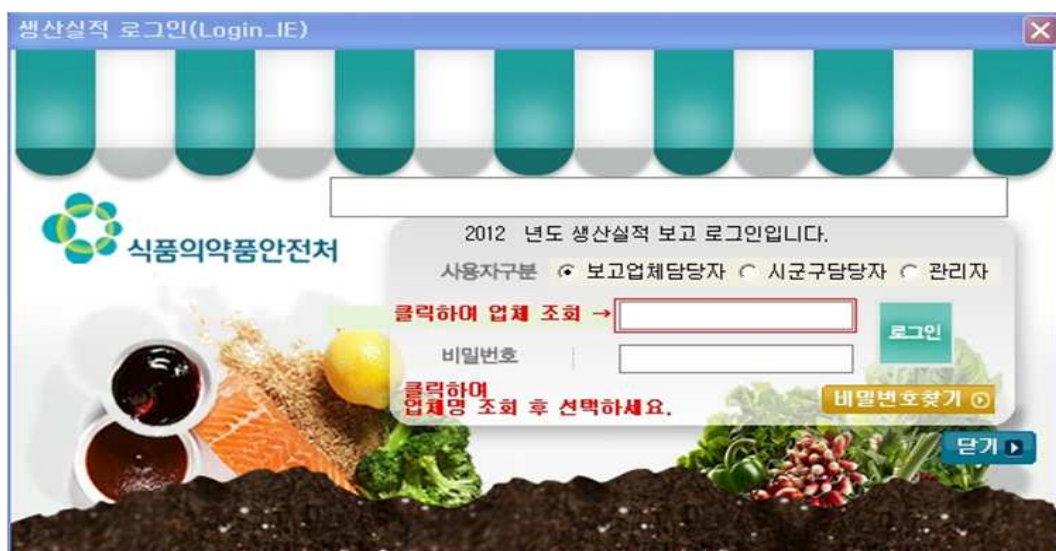 생산실적 로그인(Login_IE)
식품의약품안전처
2012 년도 생산실적 보고 로그인입니다.
사용자구분 보고업체담당자 시군구담당자 관리자
클릭하여 업체 조회 →
로그인
비밀번호
클릭하여
업체명 조회 후 선택하세요.
비밀번호찾기
닫기